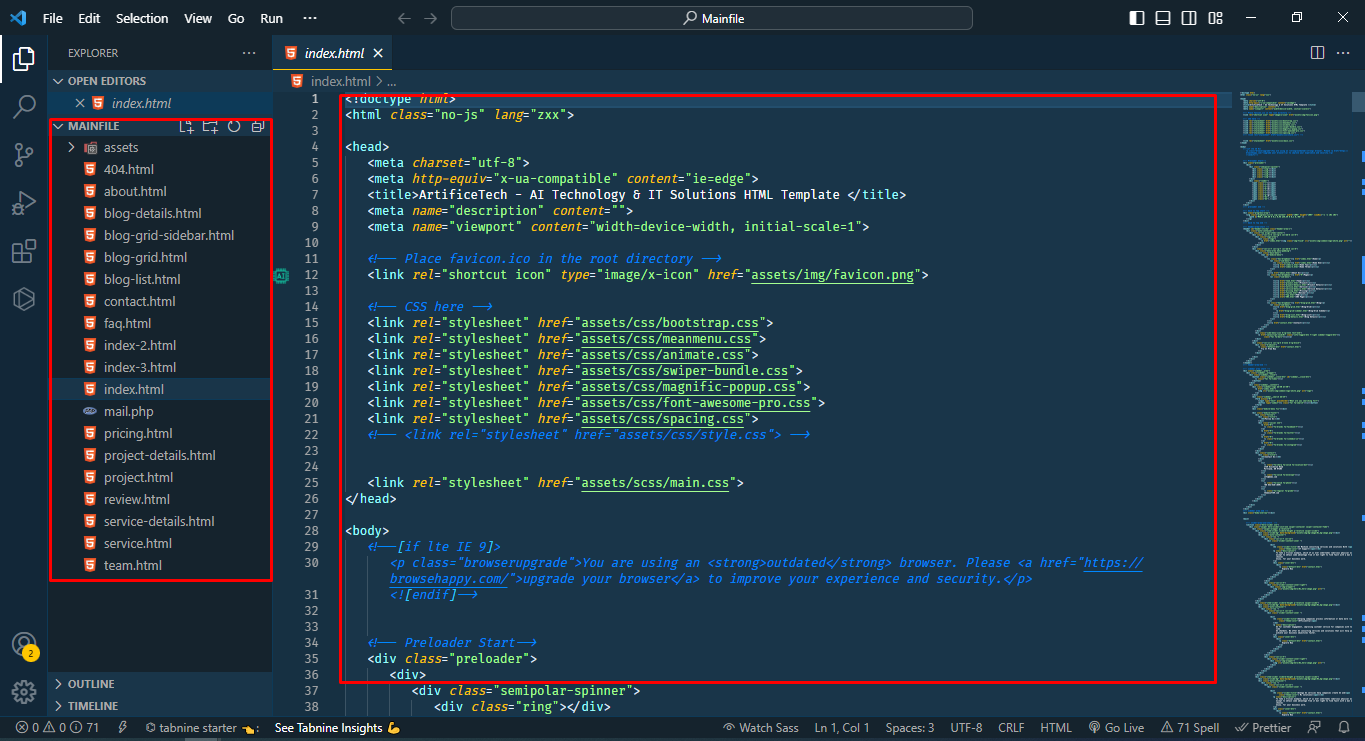 File Edit Selection View Go Run ···
Mainfile
EXPLORER
OPEN EDITORS
index.html
MAINFILE
assets
404.html
about.html
blog-details.html
blog-grid-sidebar.html
blog-grid.html
blog-list.html
contact.html
faq.html
index-2.html
index-3.html
index.html
mail.php
pricing.html
project-details.html
project.html
review.html
service-details.html
service.html
team.html
OUTLINE
TIMELINE
2
index.html
index.html > ...
1 <!doctype html>
2 <html class="no-js" lang="zxx">
3
4 <head>
5 <meta charset="utf-8">
6 <meta http-equiv="x-ua-compatible" content="ie=edge">
7 <title>ArtificeTech - AI Technology & IT Solutions HTML Template </title>
8 <meta name="description" content="">
9 <meta name="viewport" content="width=device-width, initial-scale=1">
10
11 <!-- Place favicon.ico in the root directory -->
AI
12 <link rel="shortcut icon" type="image/x-icon" href="assets/img/favicon.png">
13
14 <!-- CSS here -->
15 <link rel="stylesheet" href="assets/css/bootstrap.css">
16 <link rel="stylesheet" href="assets/css/meanmenu.css">
17 <link rel="stylesheet" href="assets/css/animate.css">
18 <link rel="stylesheet" href="assets/css/swiper-bundle.css">
19 <link rel="stylesheet" href="assets/css/magnific-popup.css">
20 <link rel="stylesheet" href="assets/css/font-awesome-pro.css">
21 <link rel="stylesheet" href="assets/css/spacing.css">
22 <!-- <link rel="stylesheet" href="assets/css/style.css"> -->
23
24
25 <link rel="stylesheet" href="assets/scss/main.css">
26 </head>
27
28 <body>
29 <!--[if lte IE 9]>
30 <p class="browserupgrade">You are using an <strong>outdated</strong> browser. Please <a href="https://
browsehappy.com/">upgrade your browser</a> to improve your experience and security.</p>
31 <![endif]-->
32
33
34 <!-- Preloader Start-->
35 <div class="preloader">
36 <div>
37 <div class="semipolar-spinner">
38 <div class="ring"></div>
0 0 71 tabnine starter : See Tabnine Insights Watch Sass Ln 1, Col 1 Spaces: 3 UTF-8 CRLF HTML Go Live 71 Spell Prettier